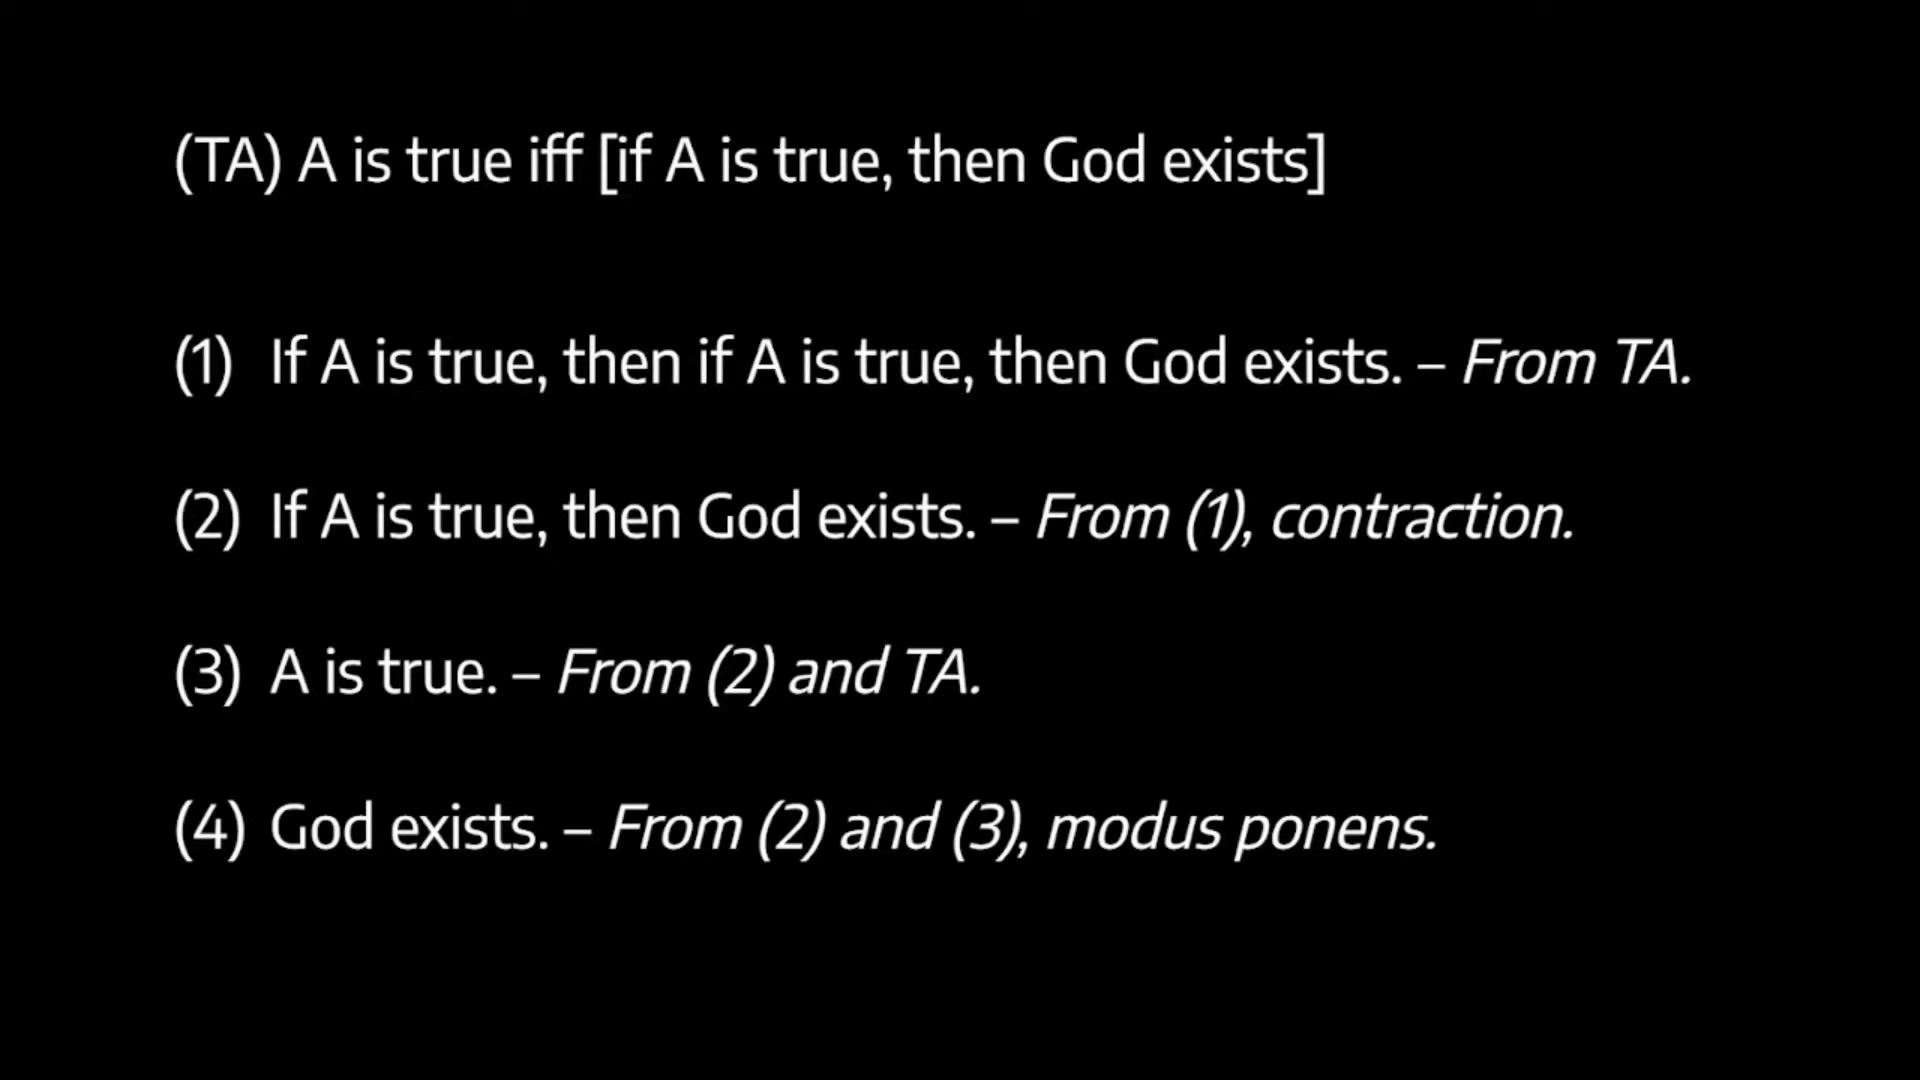 (TA) A is true iff [if A is true, then God exists]
(1) If A is true, then if A is true, then God exists. – From TA.
(2) If A is true, then God exists. – From (1), contraction.
(3) A is true. – From (2) and TA.
(4) God exists. – From (2) and (3), modus ponens.